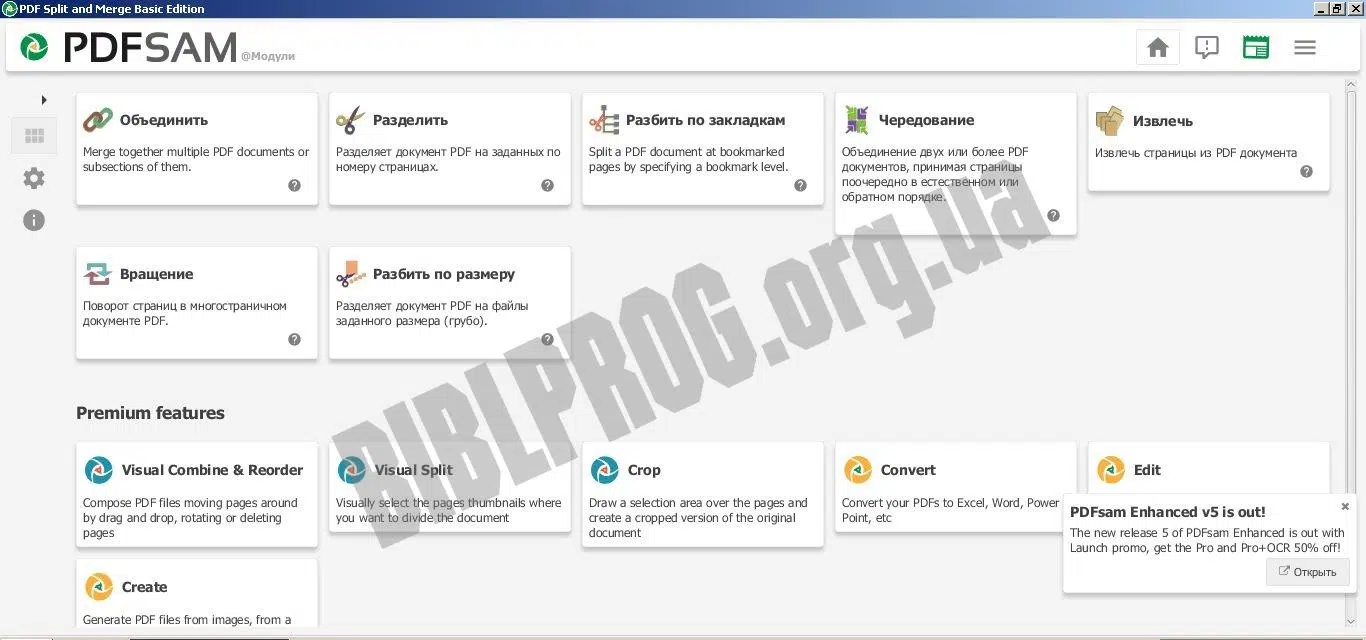 PDF Split and Merge Basic Edition
PDFSAM @Модули
Объединить
Merge together multiple PDF documents or
subsections of them.
Разделить
Разделяет документ PDF на заданных по
номеру страницах.
Разбить по закладкам
Split a PDF document at bookmarked
pages by specifying a bookmark level.
Чередование
Объединение двух или более PDF
документов, принимая страницы
поочередно в естественном или
обратном порядке.
Извлечь
Извлечь страницы из PDF документа
Вращение
Поворот страниц в многостраничном
документе PDF.
Разбить по размеру
Разделяет документ PDF на файлы
заданного размера (грубо).
BIBLPROG.org.ua
Premium features
Visual Combine & Reorder
Compose PDF files moving pages around
by drag and drop, rotating or deleting
pages
Visual Split
Visually select the pages thumbnails where
you want to divide the document
Crop
Draw a selection area over the pages and
create a cropped version of the original
document
Convert
Convert your PDFs to Excel, Word, Power
Point, etc
Edit
PDFsam Enhanced v5 is out!
The new release 5 of PDFsam Enhanced is out with
Launch promo, get the Pro and Pro+OCR 50% off!
Открыть
Create
Generate PDF files from images, from a